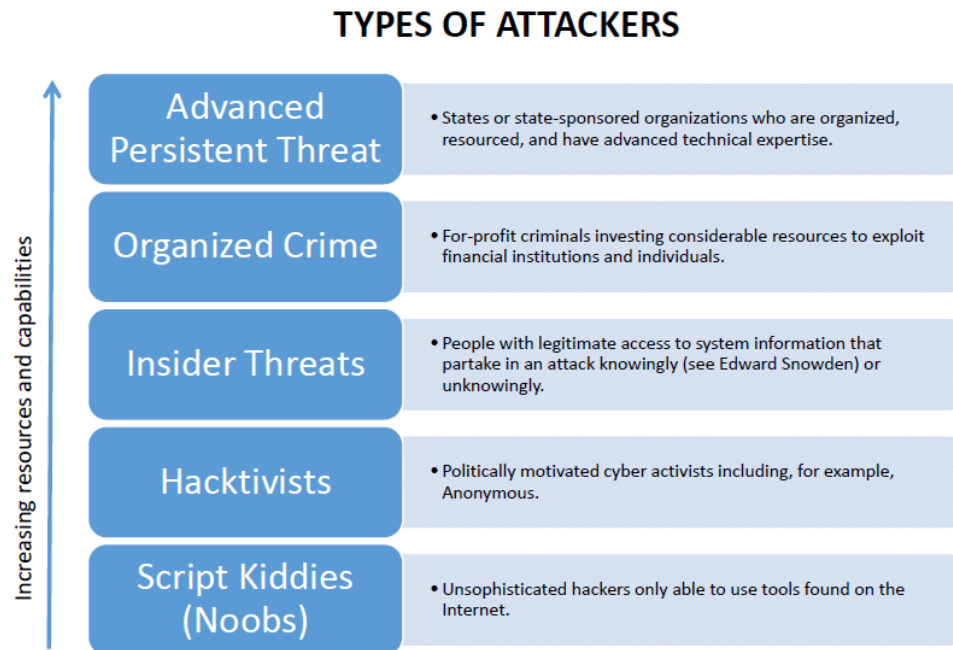 TYPES OF ATTACKERS
Increasing resources and capabilities
Advanced
Persistent Threat
• States or state-sponsored organizations who are organized,
resourced, and have advanced technical expertise.
Organized Crime
• For-profit criminals investing considerable resources to exploit
financial institutions and individuals.
Insider Threats
• People with legitimate access to system information that
partake in an attack knowingly (see Edward Snowden) or
unknowingly.
Hacktivists
• Politically motivated cyber activists including, for example,
Anonymous.
Script Kiddies
(Noobs)
• Unsophisticated hackers only able to use tools found on the
Internet.